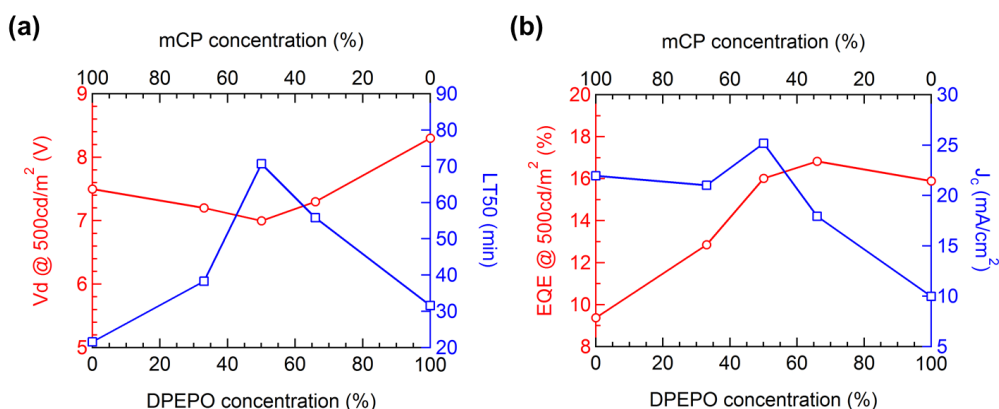 (a)
mCP concentration (%)
100 80 60 40 20 0
9
8
7
6
5
Vd @ 500cd/m² (V)
90
80
70
60
50
40
30
20
LT50 (min)
0 20 40 60 80 100
DPEPO concentration (%)
(b)
mCP concentration (%)
100 80 60 40 20 0
20
18
16
14
12
10
8
EQE @ 500cd/m² (%)
30
25
20
15
10
5
Jc (mA/cm²)
0 20 40 60 80 100
DPEPO concentration (%)